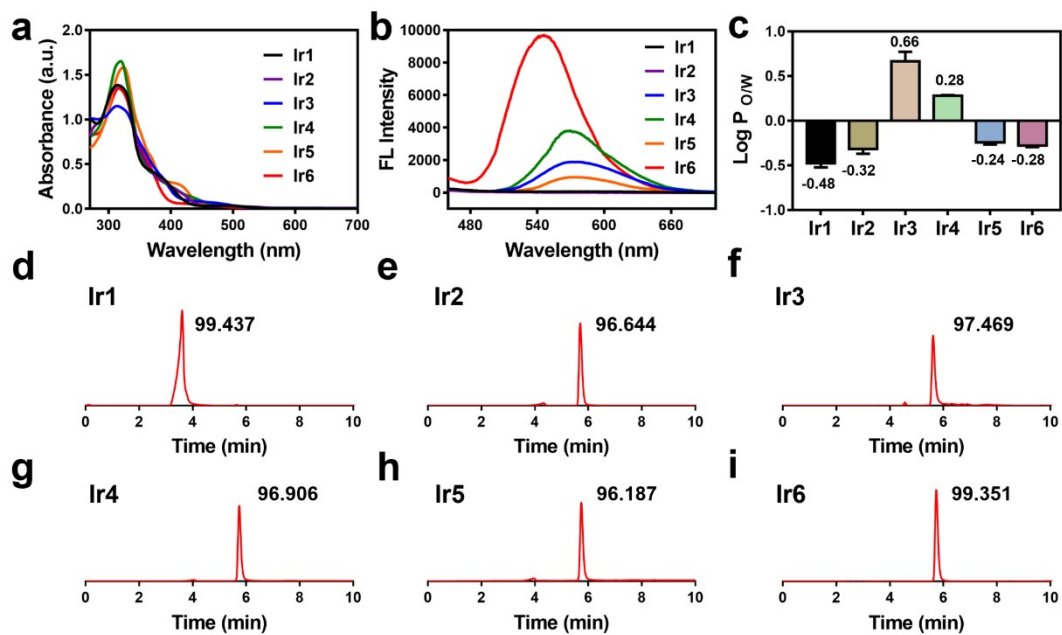 a
Absorbance (a.u.)
2.0
1.5
1.0
0.5
0.0
300 400 500 600 700
Wavelength (nm)
Ir1
Ir2
Ir3
Ir4
Ir5
Ir6
b
FL Intensity
10000
8000
6000
4000
2000
0
480 540 600 660
Wavelength (nm)
Ir1
Ir2
Ir3
Ir4
Ir5
Ir6
c
Log P O/W
1.0
0.5
0.0
-0.5
-1.0
-0.48
-0.32
0.66
0.28
-0.24
-0.28
Ir1 Ir2 Ir3 Ir4 Ir5 Ir6
d
Ir1
99.437
0 2 4 6 8 10
Time (min)
e
Ir2
96.644
0 2 4 6 8 10
Time (min)
f
Ir3
97.469
0 2 4 6 8 10
Time (min)
g
Ir4
96.906
0 2 4 6 8 10
Time (min)
h
Ir5
96.187
0 2 4 6 8 10
Time (min)
i
Ir6
99.351
0 2 4 6 8 10
Time (min)